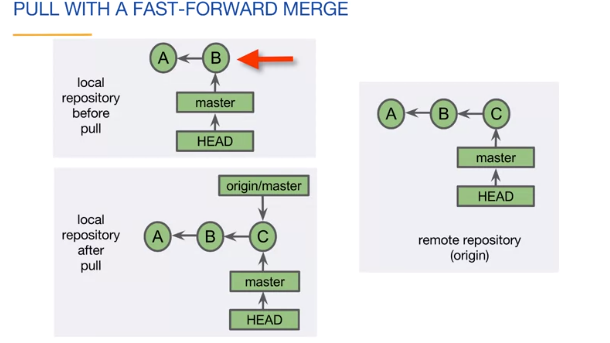 PULL WITH A FAST-FORWARD MERGE
local
repository
before
pull
A
B
master
HEAD
local
repository
after
pull
origin/master
A
B
C
master
HEAD
A
B
C
master
HEAD
remote repository
(origin)